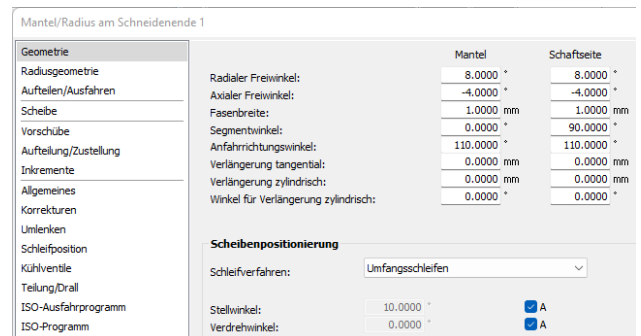 Mantel/Radius am Schneidenende 1
Geometrie
Radiusgeometrie
Aufteilen/Ausfahren
Scheibe
Vorschübe
Aufteilung/Zustellung
Inkremente
Allgemeines
Korrekturen
Umlenken
Schleifposition
Kühlventile
Teilung/Drall
ISO-Ausfahrprogramm
ISO-Programm
Mantel Schaftseite
Radialer Freiwinkel: 8.0000 ° 8.0000 °
Axialer Freiwinkel: -4.0000 ° -4.0000 °
Fasenbreite: 1.0000 mm 1.0000 mm
Segmentwinkel: 0.0000 ° 90.0000 °
Anfahrrichtungswinkel: 110.0000 ° 110.0000 °
Verlängerung tangential: 0.0000 mm 0.0000 mm
Verlängerung zylindrisch: 0.0000 mm 0.0000 mm
Winkel für Verlängerung zylindrisch: 0.0000 ° 0.0000 °
Scheibenpositionierung
Schleifverfahren: Umfangsschleifen
Stellwinkel: 10.0000 ° A
Verdrehwinkel: 0.0000 ° A